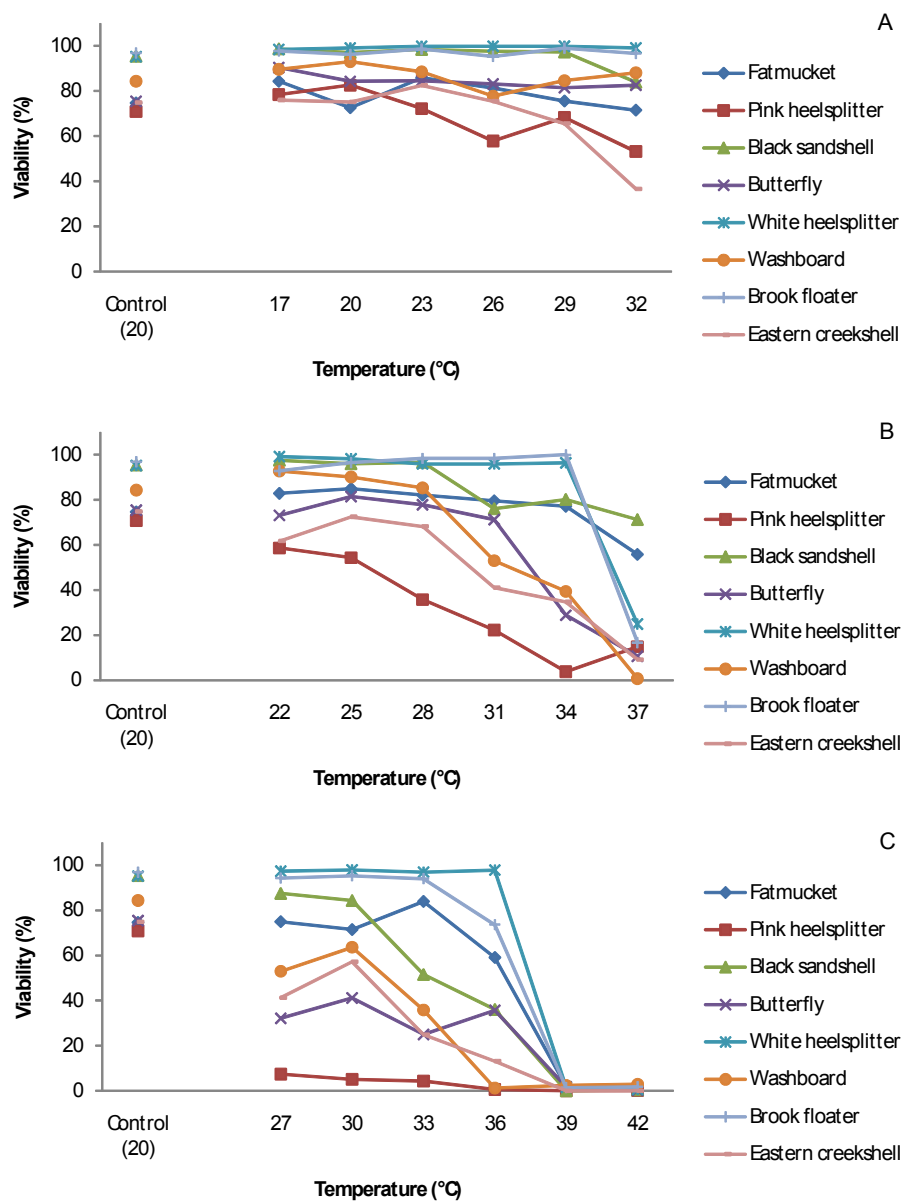 A
Viability (%)
100
80
60
40
20
0
Control
(20)
17 20 23 26 29 32
Temperature (°C)
Fatmucket
Pink heelsplitter
Black sandshell
Butterfly
White heelsplitter
Washboard
Brook floater
Eastern creekshell
B
Viability (%)
100
80
60
40
20
0
Control
(20)
22 25 28 31 34 37
Temperature (°C)
Fatmucket
Pink heelsplitter
Black sandshell
Butterfly
White heelsplitter
Washboard
Brook floater
Eastern creekshell
C
Viability (%)
100
80
60
40
20
0
Control
(20)
27 30 33 36 39 42
Temperature (°C)
Fatmucket
Pink heelsplitter
Black sandshell
Butterfly
White heelsplitter
Washboard
Brook floater
Eastern creekshell